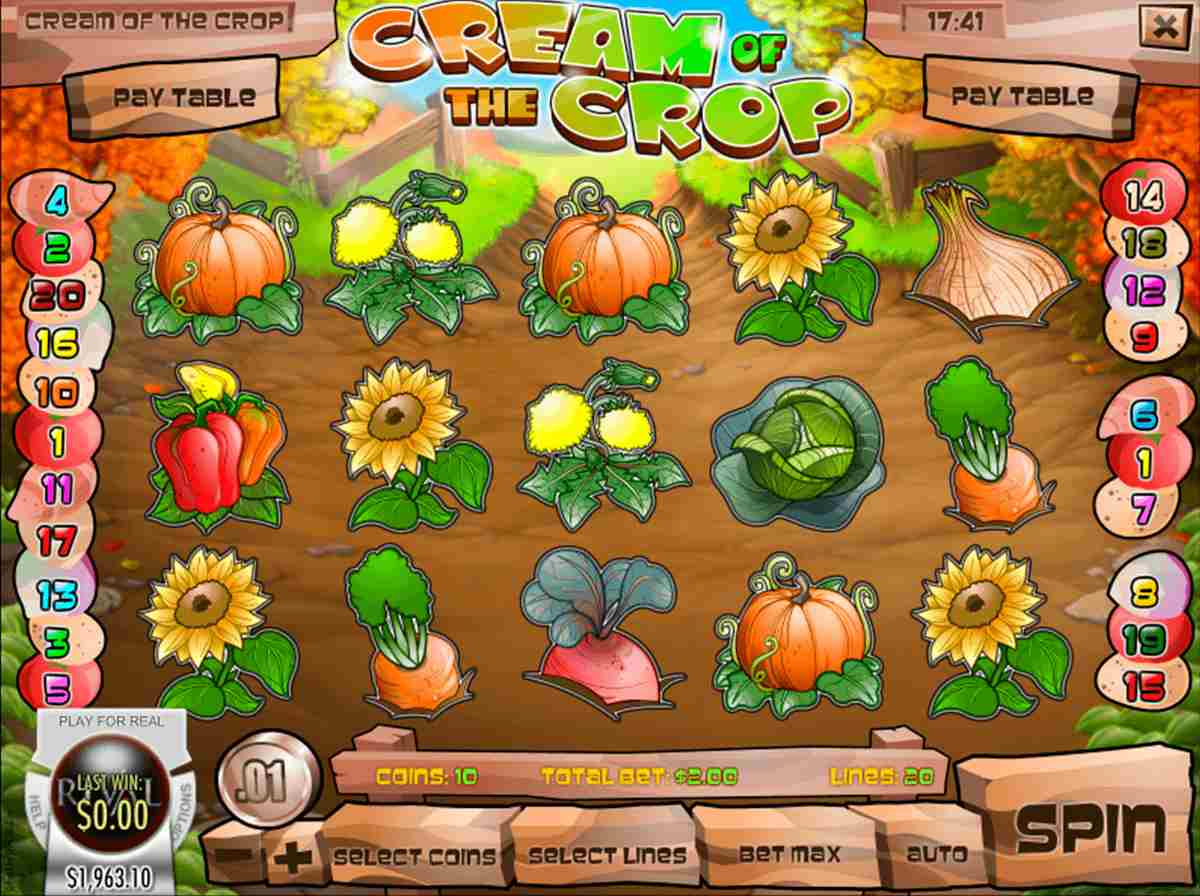 CREAM OF THE CROP
17:41
CREAM OF
THE CROP
PAY TABLE
PAY TABLE
4
2
20
16
10
1
11
17
13
3
5
14
18
12
9
6
1
7
8
19
15
PLAY FOR REAL
RIVAL
LAST WIN:
$0.00
HELP
OPTIONS
$1,963.10
.01
COINS: 10
TOTAL BET: $2.00
LINES: 20
- +
SELECT COINS
SELECT LINES
BET MAX
AUTO
SPIN